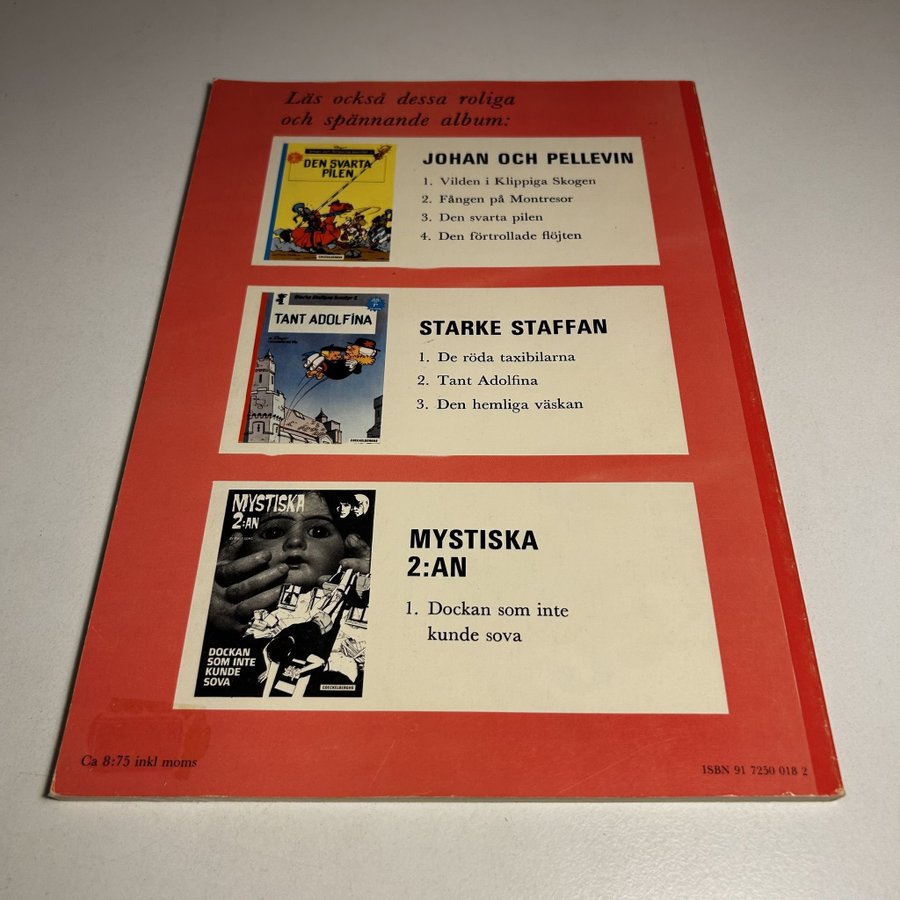 Läs också dessa roliga
och spännande album:
DEN SVARTA
PILEN
JOHAN OCH PELLEVIN
1. Vilden i Klippiga Skogen
2. Fången på Montresor
3. Den svarta pilen
4. Den förtrollade flöjten
TANT ADOLFINA
STARKE STAFFAN
1. De röda taxibilarna
2. Tant Adolfina
3. Den hemliga väskan
MYSTISKA
2:AN
DOCKAN
SOM INTE
KUNDE
SOVA
MYSTISKA
2:AN
1. Dockan som inte
kunde sova
Ca 8:75 inkl moms
ISBN 91 7250 018 2